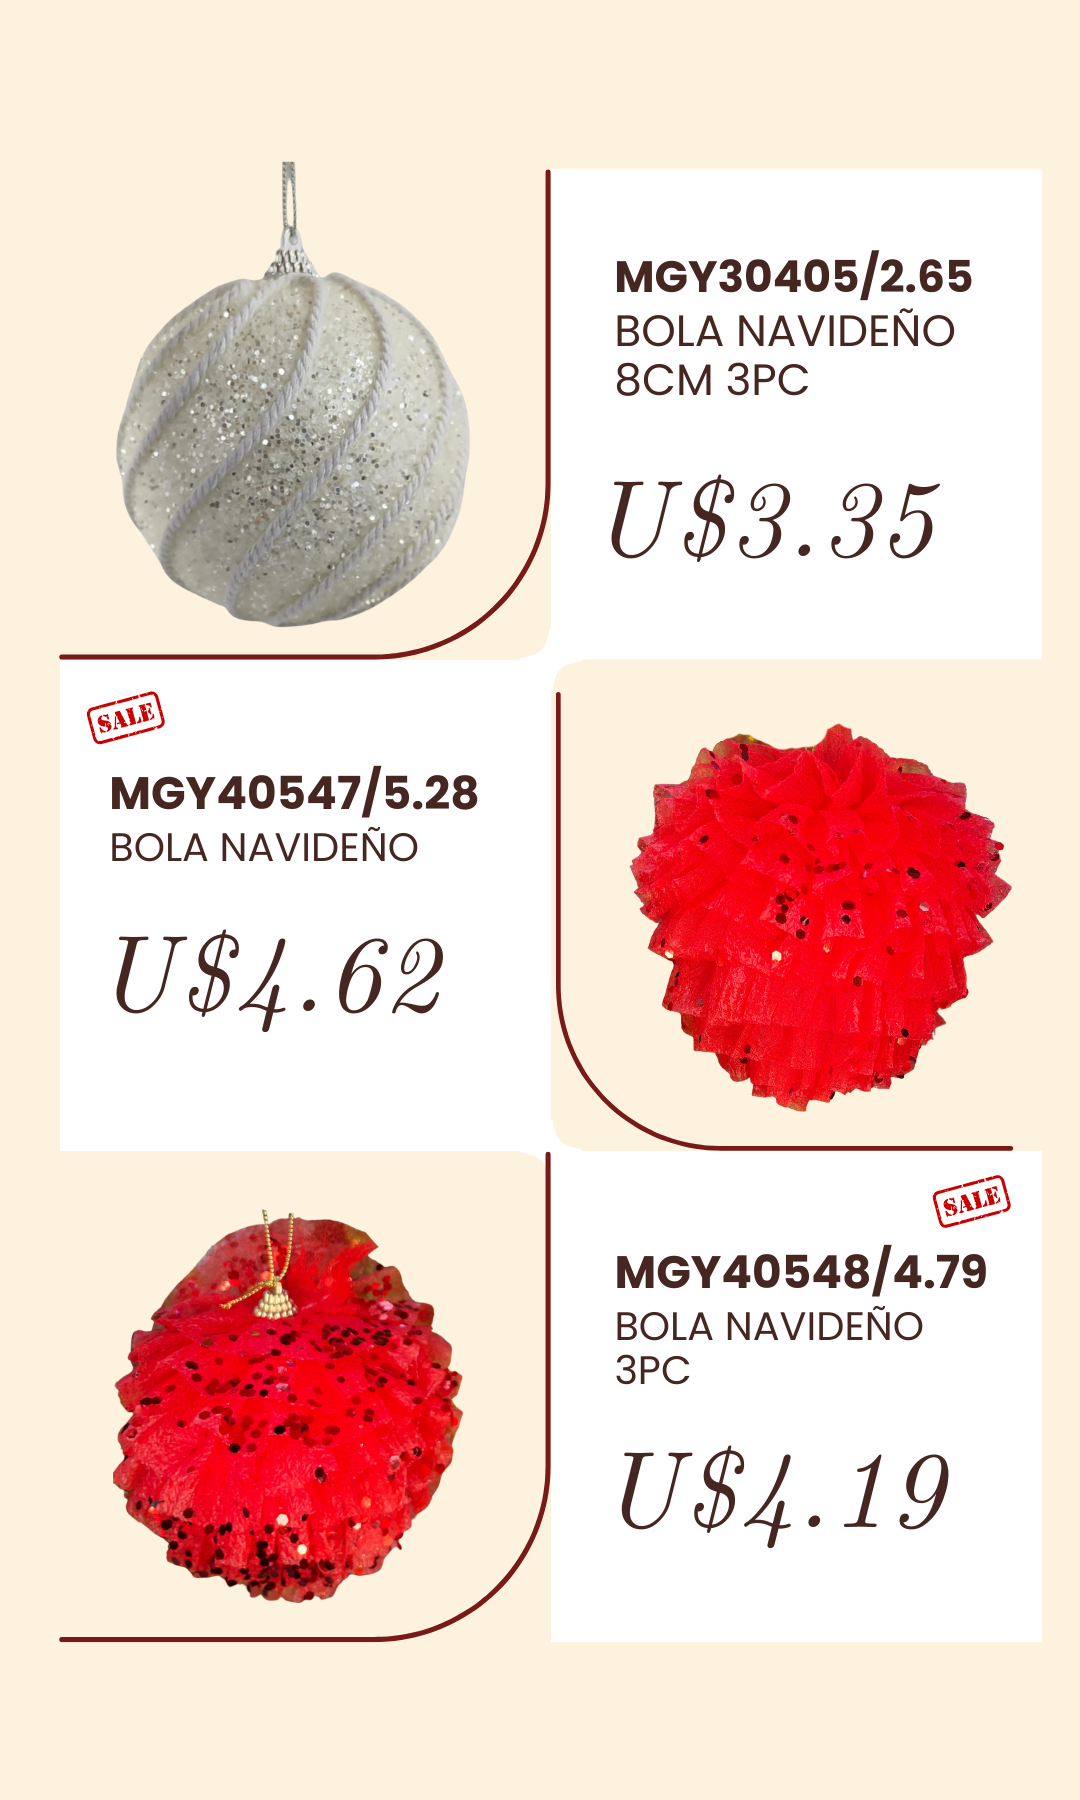 MGY30405/2.65
BOLA NAVIDEÑO
8CM 3PC
U$3.35
SALE
MGY40547/5.28
BOLA NAVIDEÑO
U$4.62
SALE
MGY40548/4.79
BOLA NAVIDEÑO
3PC
U$4.19